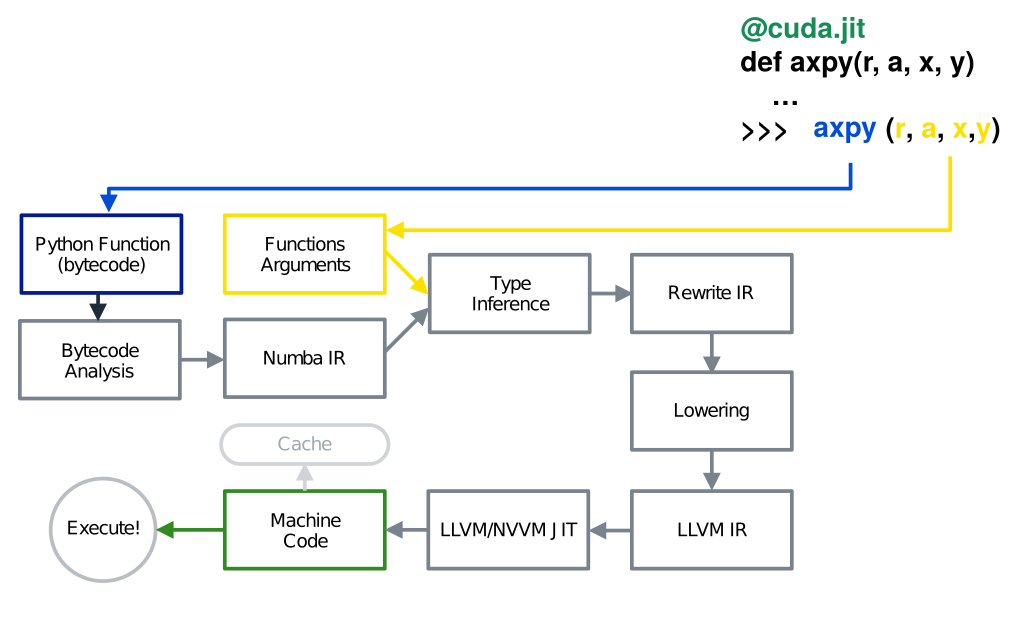 @cuda.jit
def axpy(r, a, x, y)
...
>>> axpy (r, a, x,y)
Python Function
(bytecode)
Functions
Arguments
Type
Inference
Rewrite IR
Bytecode
Analysis
Numba IR
Lowering
Cache
Execute!
Machine
Code
LLVM/NVVM JIT
LLVM IR